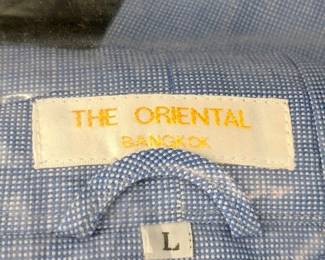 THE ORIENTAL
BANGKOK
L